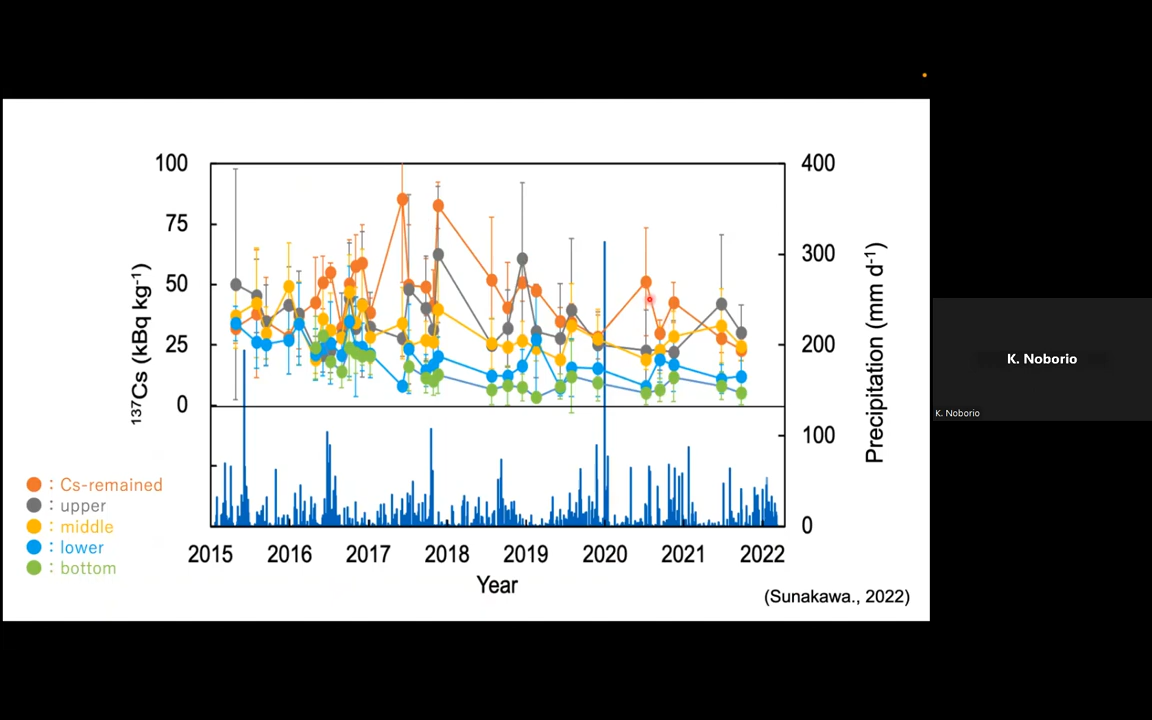 100
75
50
25
0
137Cs (kBq kg-1)
400
300
200
100
0
Precipitation (mm d-1)
2015 2016 2017 2018 2019 2020 2021 2022
Year
: Cs-remained
: upper
: middle
: lower
: bottom
(Sunakawa., 2022)
K. Noborio
K. Noborio